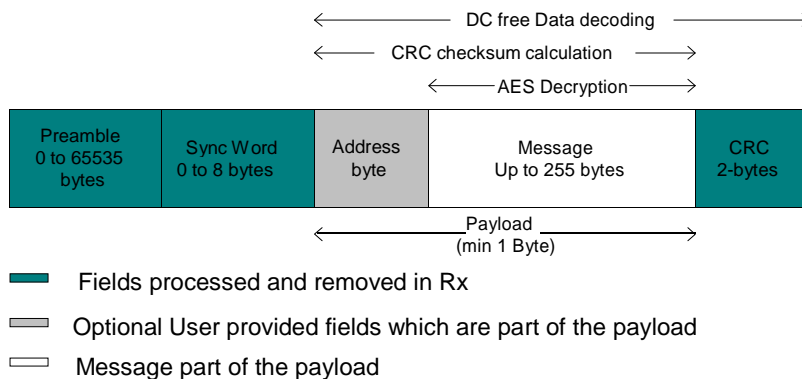 DC free Data decoding
CRC checksum calculation
AES Decryption
Preamble
0 to 65535
bytes
Sync Word
0 to 8 bytes
Address
byte
Message
Up to 255 bytes
CRC
2-bytes
Payload
(min 1 Byte)
Fields processed and removed in Rx
Optional User provided fields which are part of the payload
Message part of the payload